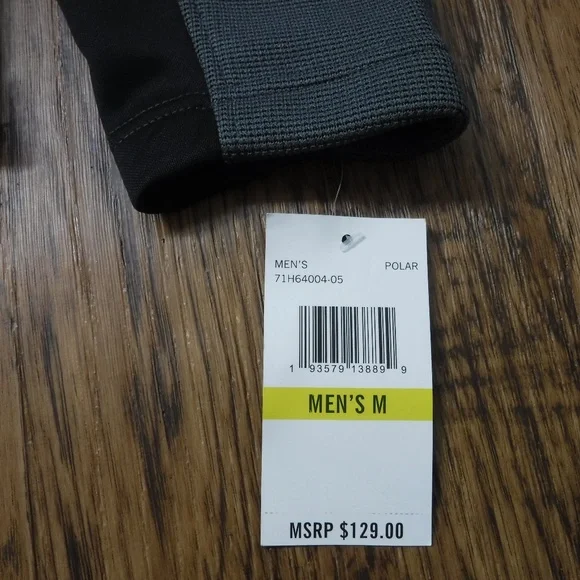 MEN'S POLAR
71H64004-05
1 93579 13889 9
MEN'S M
MSRP $129.00